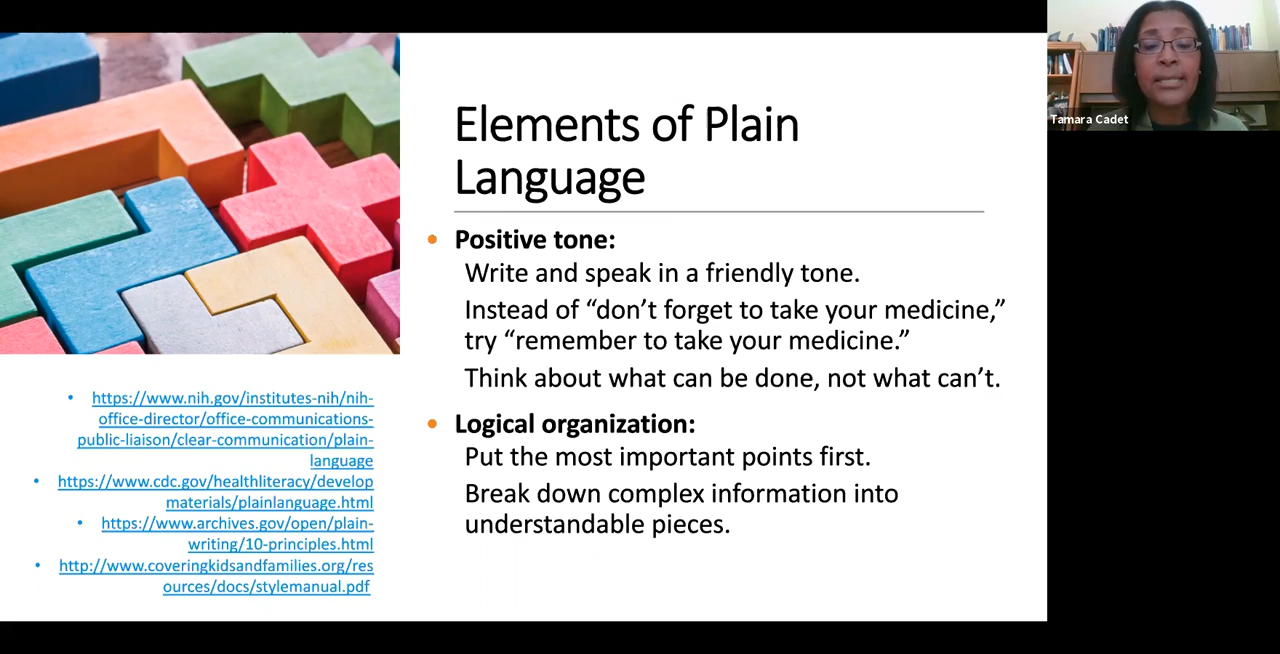 Elements of Plain
Language
• Positive tone:
Write and speak in a friendly tone.
Instead of “don’t forget to take your medicine,”
try “remember to take your medicine.”
Think about what can be done, not what can’t.
• Logical organization:
Put the most important points first.
Break down complex information into
understandable pieces.
• https://www.nih.gov/institutes-nih/nih-
office-director/office-communications-
public-liaison/clear-communication/plain-
language
• https://www.cdc.gov/healthliteracy/develop
materials/plainlanguage.html
• https://www.archives.gov/open/plain-
writing/10-principles.html
• http://www.coveringkidsandfamilies.org/res
ources/docs/stylemanual.pdf
Tamara Cadet